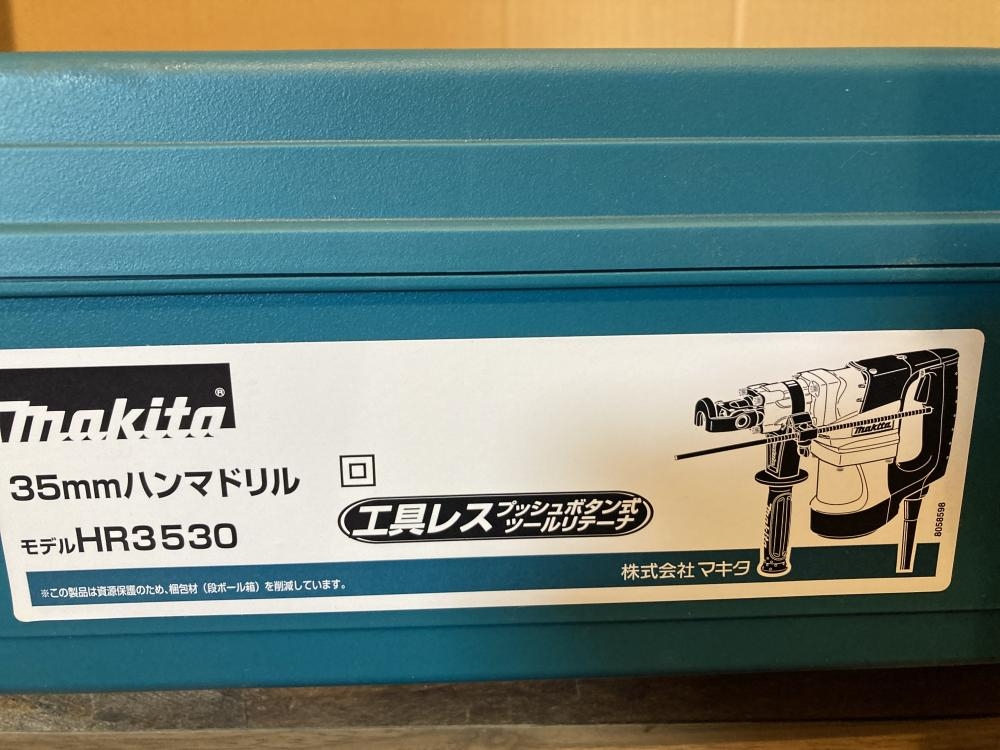 makita®
35mmハンマドリル
モデルHR3530
工具レス プッシュボタン式
ツールリテーナ
※この製品は資源保護のため、梱包材（段ボール箱）を削減しています。
makita
株式会社 マキタ
8058598